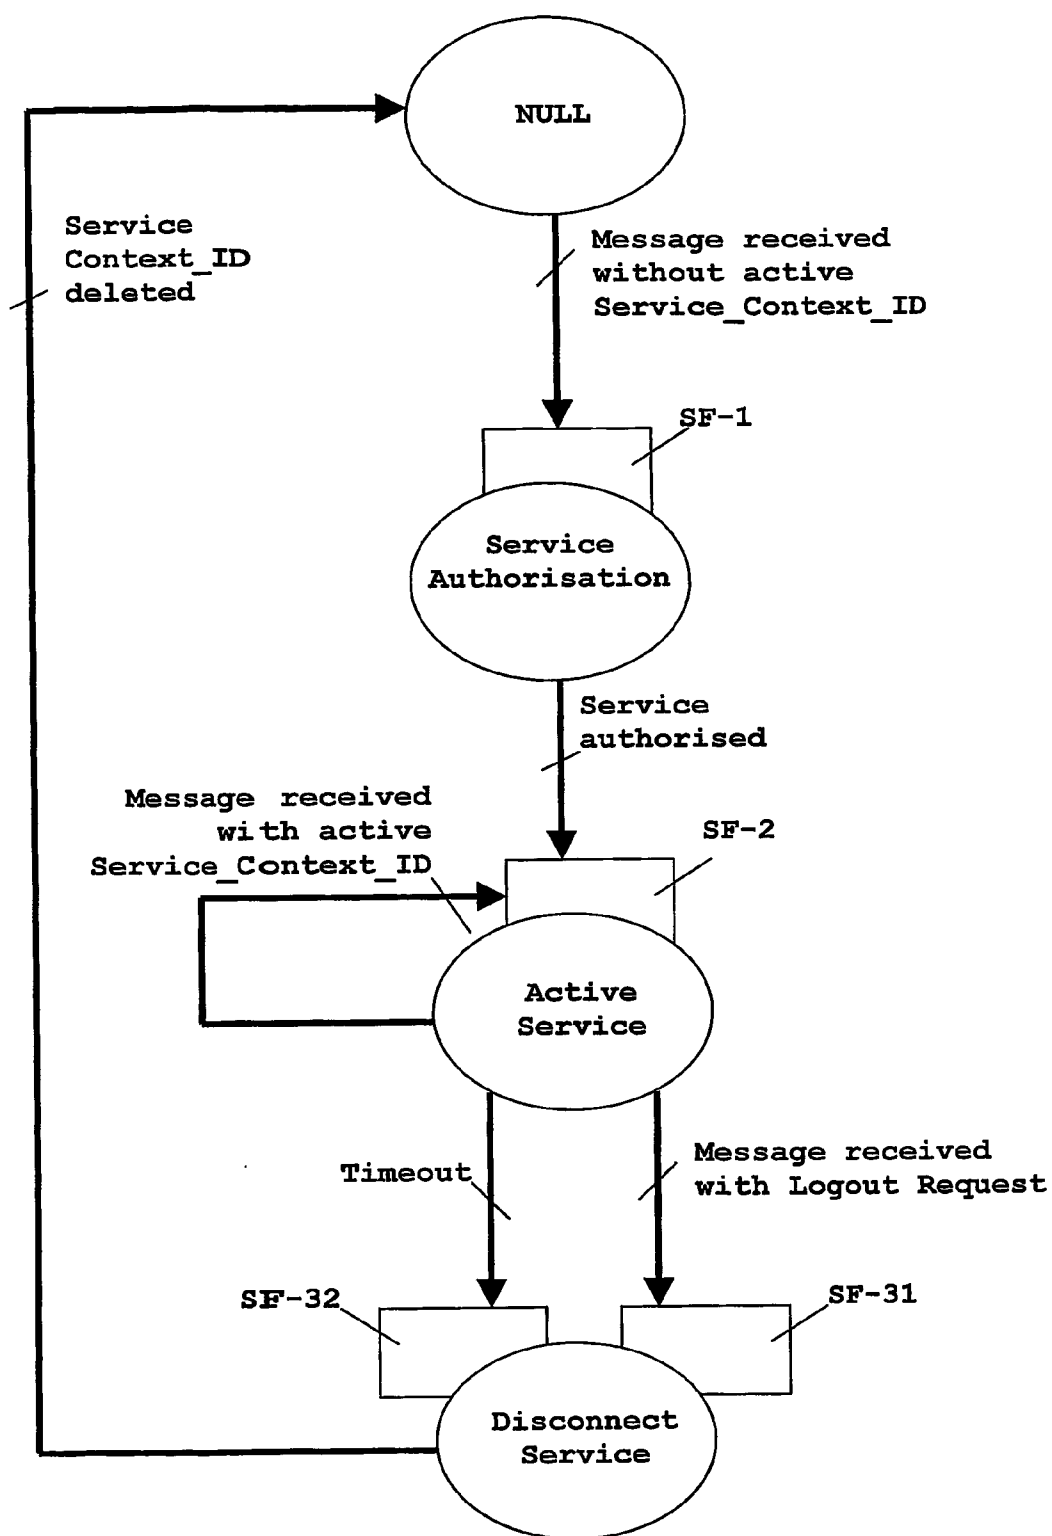 NULL
Service
Context_ID
deleted
Message received
without active
Service_Context_ID
SF-1
Service
Authorisation
Service
authorised
Message received
with active
Service_Context_ID
SF-2
Active
Service
Timeout
Message received
with Logout Request
SF-32
SF-31
Disconnect
Service